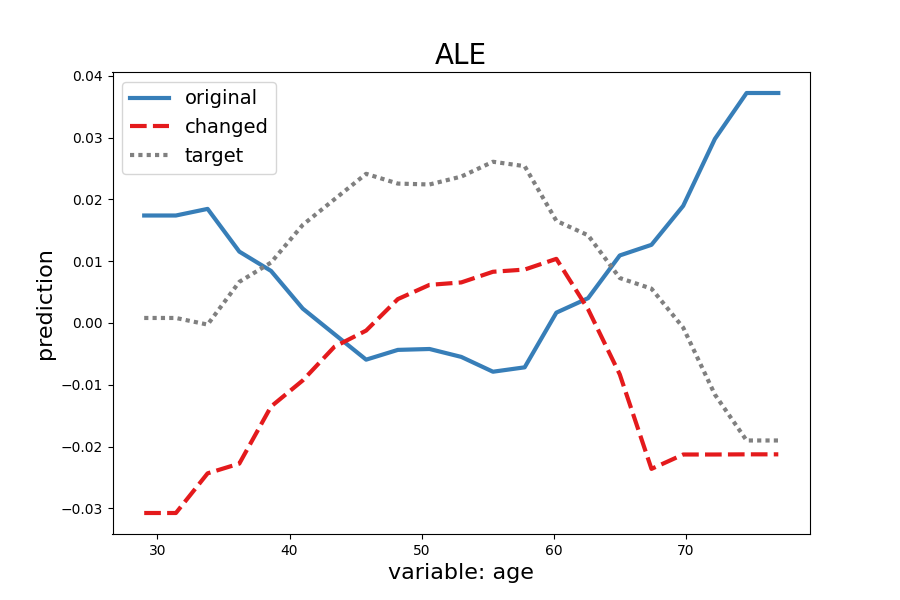 ALE
original
changed
target
prediction
0.04
0.03
0.02
0.01
0.00
−0.01
−0.02
−0.03
30 40 50 60 70
variable: age